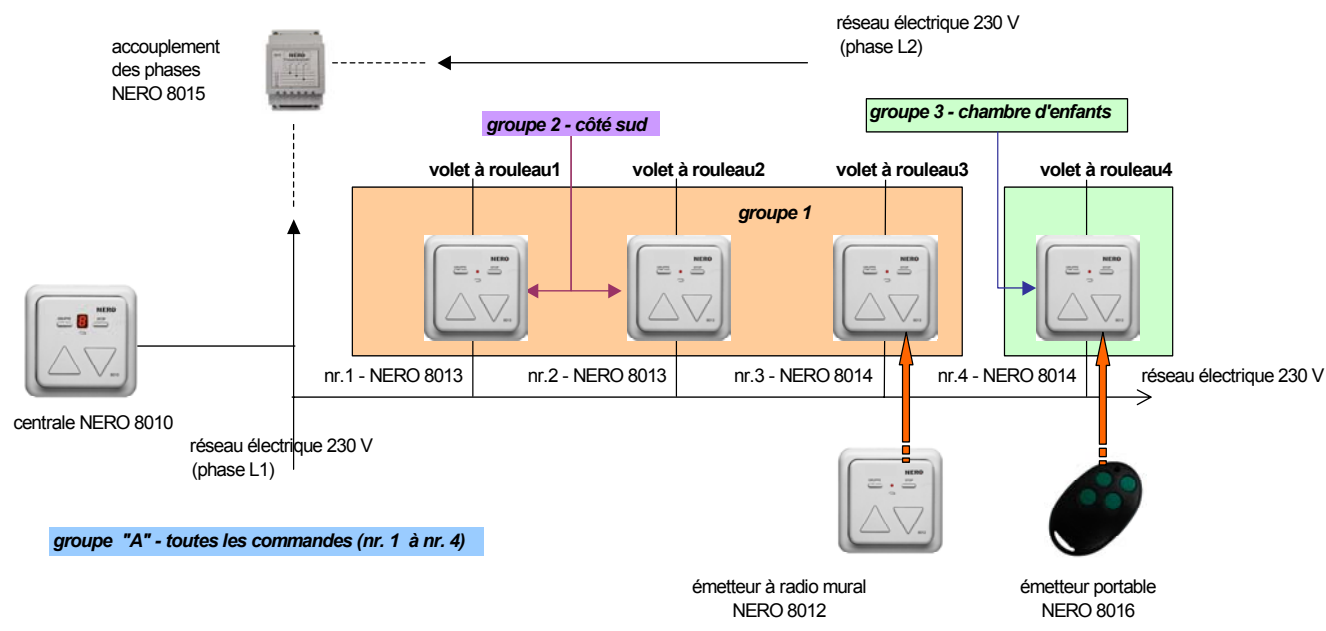 réseau électrique 230 V
(phase L2)
accouplement
des phases
NERO 8015
NERO
groupe 2 - côté sud
groupe 3 - chambre d'enfants
volet à rouleau1
volet à rouleau2
volet à rouleau3
volet à rouleau4
groupe 1
NERO
NERO
NERO
NERO
NERO
8
nr.1 - NERO 8013
nr.2 - NERO 8013
nr.3 - NERO 8014
nr.4 - NERO 8014
réseau électrique 230 V
centrale NERO 8010
réseau électrique 230 V
(phase L1)
NERO
groupe "A" - toutes les commandes (nr. 1 à nr. 4)
émetteur à radio mural
NERO 8012
émetteur portable
NERO 8016